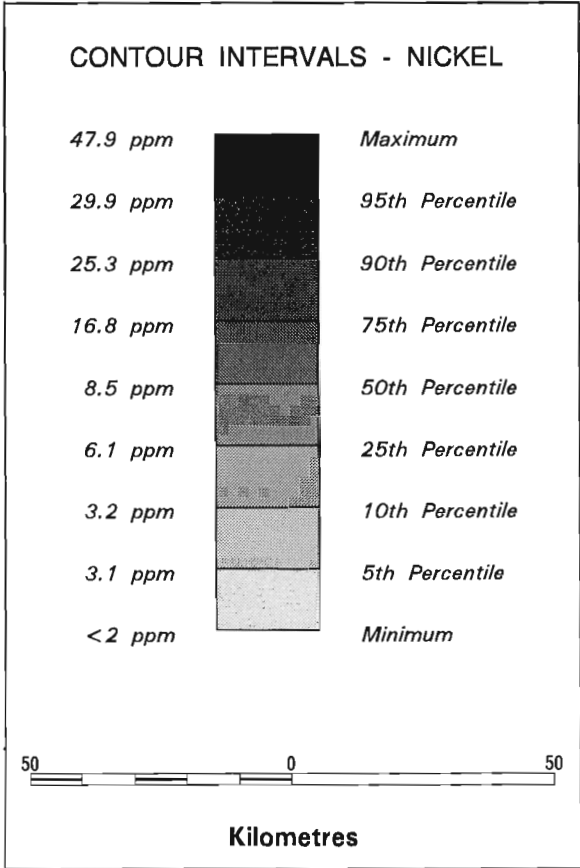 CONTOUR INTERVALS - NICKEL
47.9 ppm Maximum
29.9 ppm 95th Percentile
25.3 ppm 90th Percentile
16.8 ppm 75th Percentile
8.5 ppm 50th Percentile
6.1 ppm 25th Percentile
3.2 ppm 10th Percentile
3.1 ppm 5th Percentile
<2 ppm Minimum
50 0 50
Kilometres